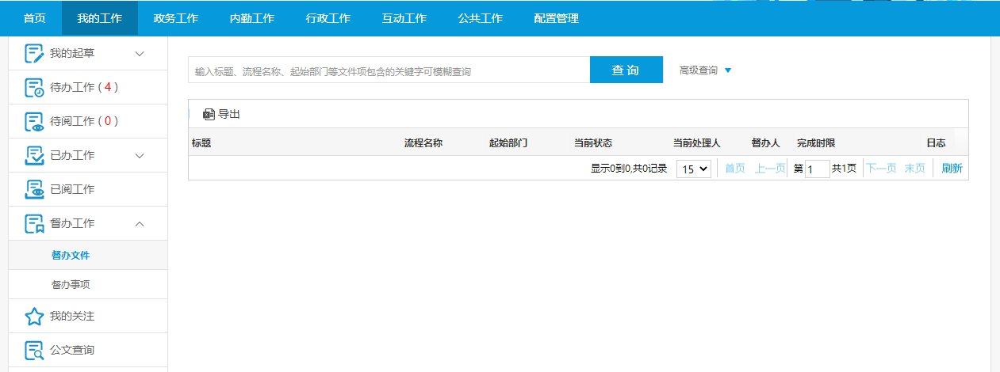 首页 我的工作 政务工作 内勤工作 行政工作 互动工作 公共工作 配置管理
我的起草
待办工作 ( 4 )
待阅工作 ( 0 )
已办工作
已阅工作
督办工作
督办文件
督办事项
我的关注
公文查询
输入标题、流程名称、起始部门等文件项包含的关键字可模糊查询 查 询 高级查询
导出
标题 流程名称 起始部门 当前状态 当前处理人 督办人 完成时限 日志
显示0到0,共0记录 15 首页 上一页 第 1 共1页 下一页 末页 刷新